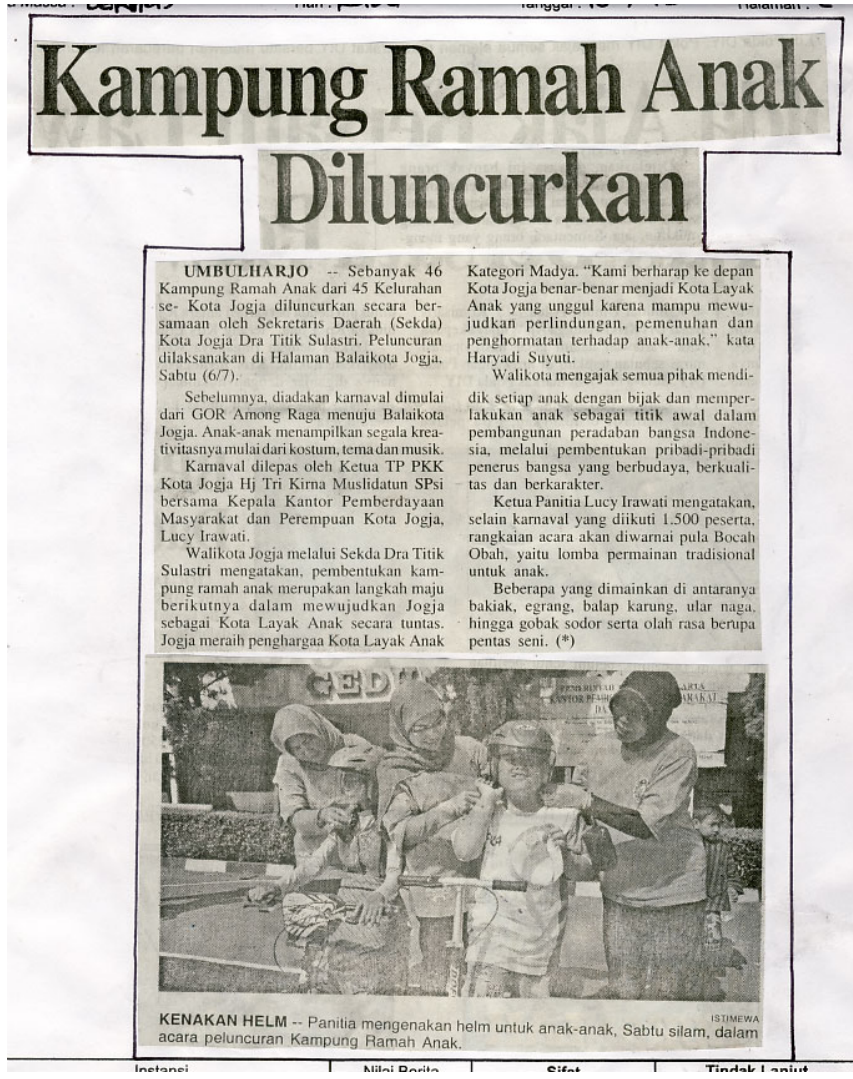 Kampung Ramah Anak
Diluncurkan
UMBULHARJO -- Sebanyak 46
Kampung Ramah Anak dari 45 Kelurahan
se- Kota Jogja diluncurkan secara ber-
samaan oleh Sekretaris Daerah (Sekda)
Kota Jogja Dra Titik Sulastri. Peluncuran
dilaksanakan di Halaman Balaikota Jogja,
Sabtu (6/7).
Sebelumnya, diadakan karnaval dimulai
dari GOR Among Raga menuju Balaikota
Jogja. Anak-anak menampilkan segala krea-
tivitasnya mulai dari kostum, tema dan musik.
Karnaval dilepas oleh Ketua TP PKK
Kota Jogja Hj Tri Kirna Muslidatun SPsi
bersama Kepala Kantor Pemberdayaan
Masyarakat dan Perempuan Kota Jogja,
Lucy Irawati.
Walikota Jogja melalui Sekda Dra Titik
Sulastri mengatakan, pembentukan kam-
pung ramah anak merupakan langkah maju
berikutnya dalam mewujudkan Jogja
sebagai Kota Layak Anak secara tuntas.
Jogja meraih penghargaa Kota Layak Anak
Kategori Madya. “Kami berharap ke depan
Kota Jogja benar-benar menjadi Kota Layak
Anak yang unggul karena mampu mewu-
judkan perlindungan, pemenuhan dan
penghormatan terhadap anak-anak,” kata
Haryadi Suyuti.
Walikota mengajak semua pihak mendi-
dik setiap anak dengan bijak dan memper-
lakukan anak sebagai titik awal dalam
pembangunan peradaban bangsa Indone-
sia, melalui pembentukan pribadi-pribadi
penerus bangsa yang berbudaya, berkuali-
tas dan berkarakter.
Ketua Panitia Lucy Irawati mengatakan,
selain karnaval yang diikuti 1.500 peserta,
rangkaian acara akan diwarnai pula Bocah
Obah, yaitu lomba permainan tradisional
untuk anak.
Beberapa yang dimainkan di antaranya
bakiak, egrang, balap karung, ular naga,
hingga gobak sodor serta olah rasa berupa
pentas seni. (*)
GEDU
ISTIMEWA
KENAKAN HELM -- Panitia mengenakan helm untuk anak-anak, Sabtu silam, dalam
acara peluncuran Kampung Ramah Anak.
Instansi Nilai Berita Sifat Tindak Lanjut